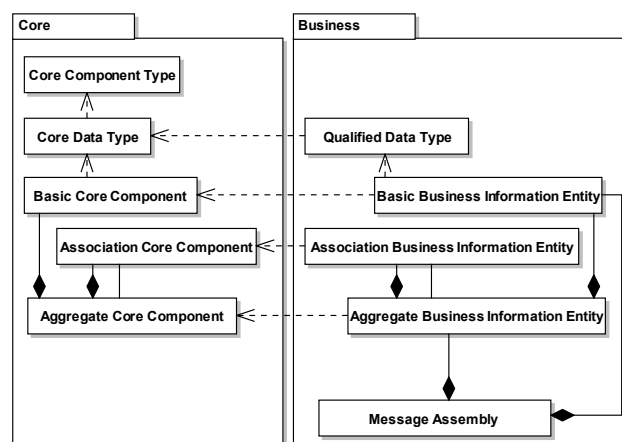 Core
Business
Core Component Type
Core Data Type
Qualified Data Type
Basic Core Component
Basic Business Information Entity
Association Core Component
Association Business Information Entity
Aggregate Core Component
Aggregate Business Information Entity
Message Assembly